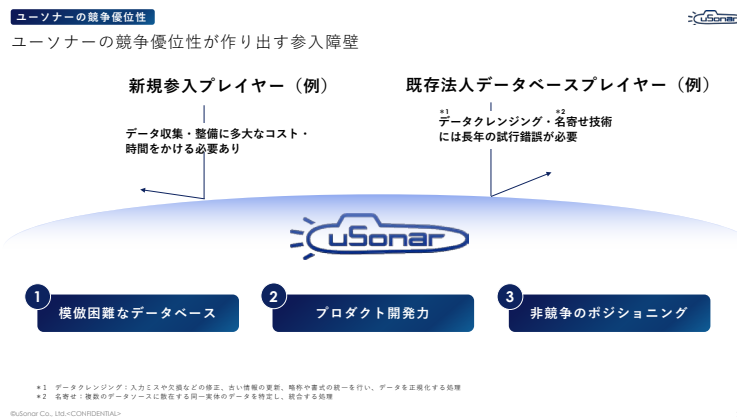 ユーソナーの競争優位性
uSonar
ユーソナーの競争優位性が作り出す参入障壁
新規参入プレイヤー（例）
既存法人データベースプレイヤー（例）
データ収集・整備に多大なコスト・
時間をかける必要あり
＊1 ＊2
データクレンジング・名寄せ技術
には長年の試行錯誤が必要
uSonar
1 模倣困難なデータベース
2 プロダクト開発力
3 非競争のポジショニング
＊1 データクレンジング：入力ミスや欠損などの修正、古い情報の更新、略称や書式の統一を行い、データを正規化する処理
＊2 名寄せ：複数のデータソースに散在する同一実体のデータを特定し、統合する処理
©uSonar Co., Ltd.<CONFIDENTIAL>